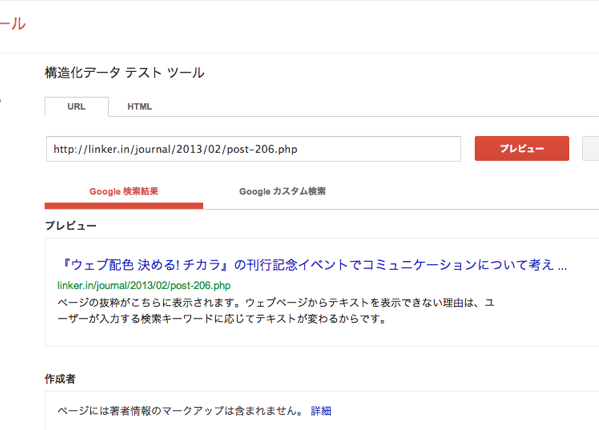 ール
構造化データ テスト ツール
URL HTML
http://linker.in/journal/2013/02/post-206.php プレビュー
Google 検索結果 Google カスタム検索
プレビュー
『ウェブ配色 決める! チカラ』の刊行記念イベントでコミュニケーションについて考え ...
linker.in/journal/2013/02/post-206.php
ページの抜粋がこちらに表示されます。ウェブページからテキストを表示できない理由は、ユ
ーザーが入力する検索キーワードに応じてテキストが変わるからです。
作成者
ページには著者情報のマークアップは含まれません。 詳細